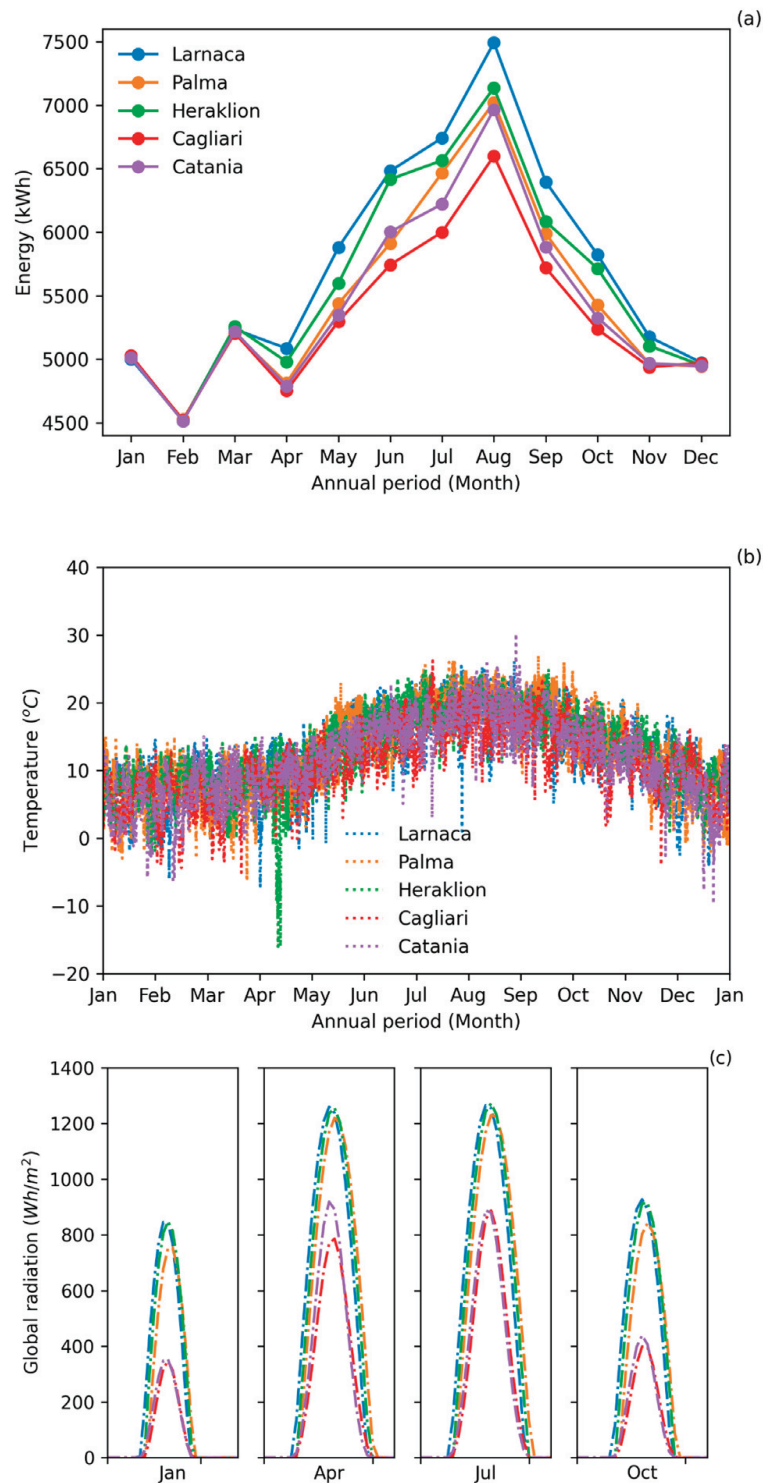 (a)
7500
7000
6500
6000
5500
5000
4500
Energy (kWh)
Larnaca
Palma
Heraklion
Cagliari
Catania
Jan Feb Mar Apr May Jun Jul Aug Sep Oct Nov Dec
Annual period (Month)
(b)
40
30
20
10
0
−10
−20
Temperature (°C)
Larnaca
Palma
Heraklion
Cagliari
Catania
Jan Feb Mar Apr May Jun Jul Aug Sep Oct Nov Dec Jan
Annual period (Month)
(c)
1400
1200
1000
800
600
400
200
0
Global radiation (Wh/m²)
Jan Apr Jul Oct